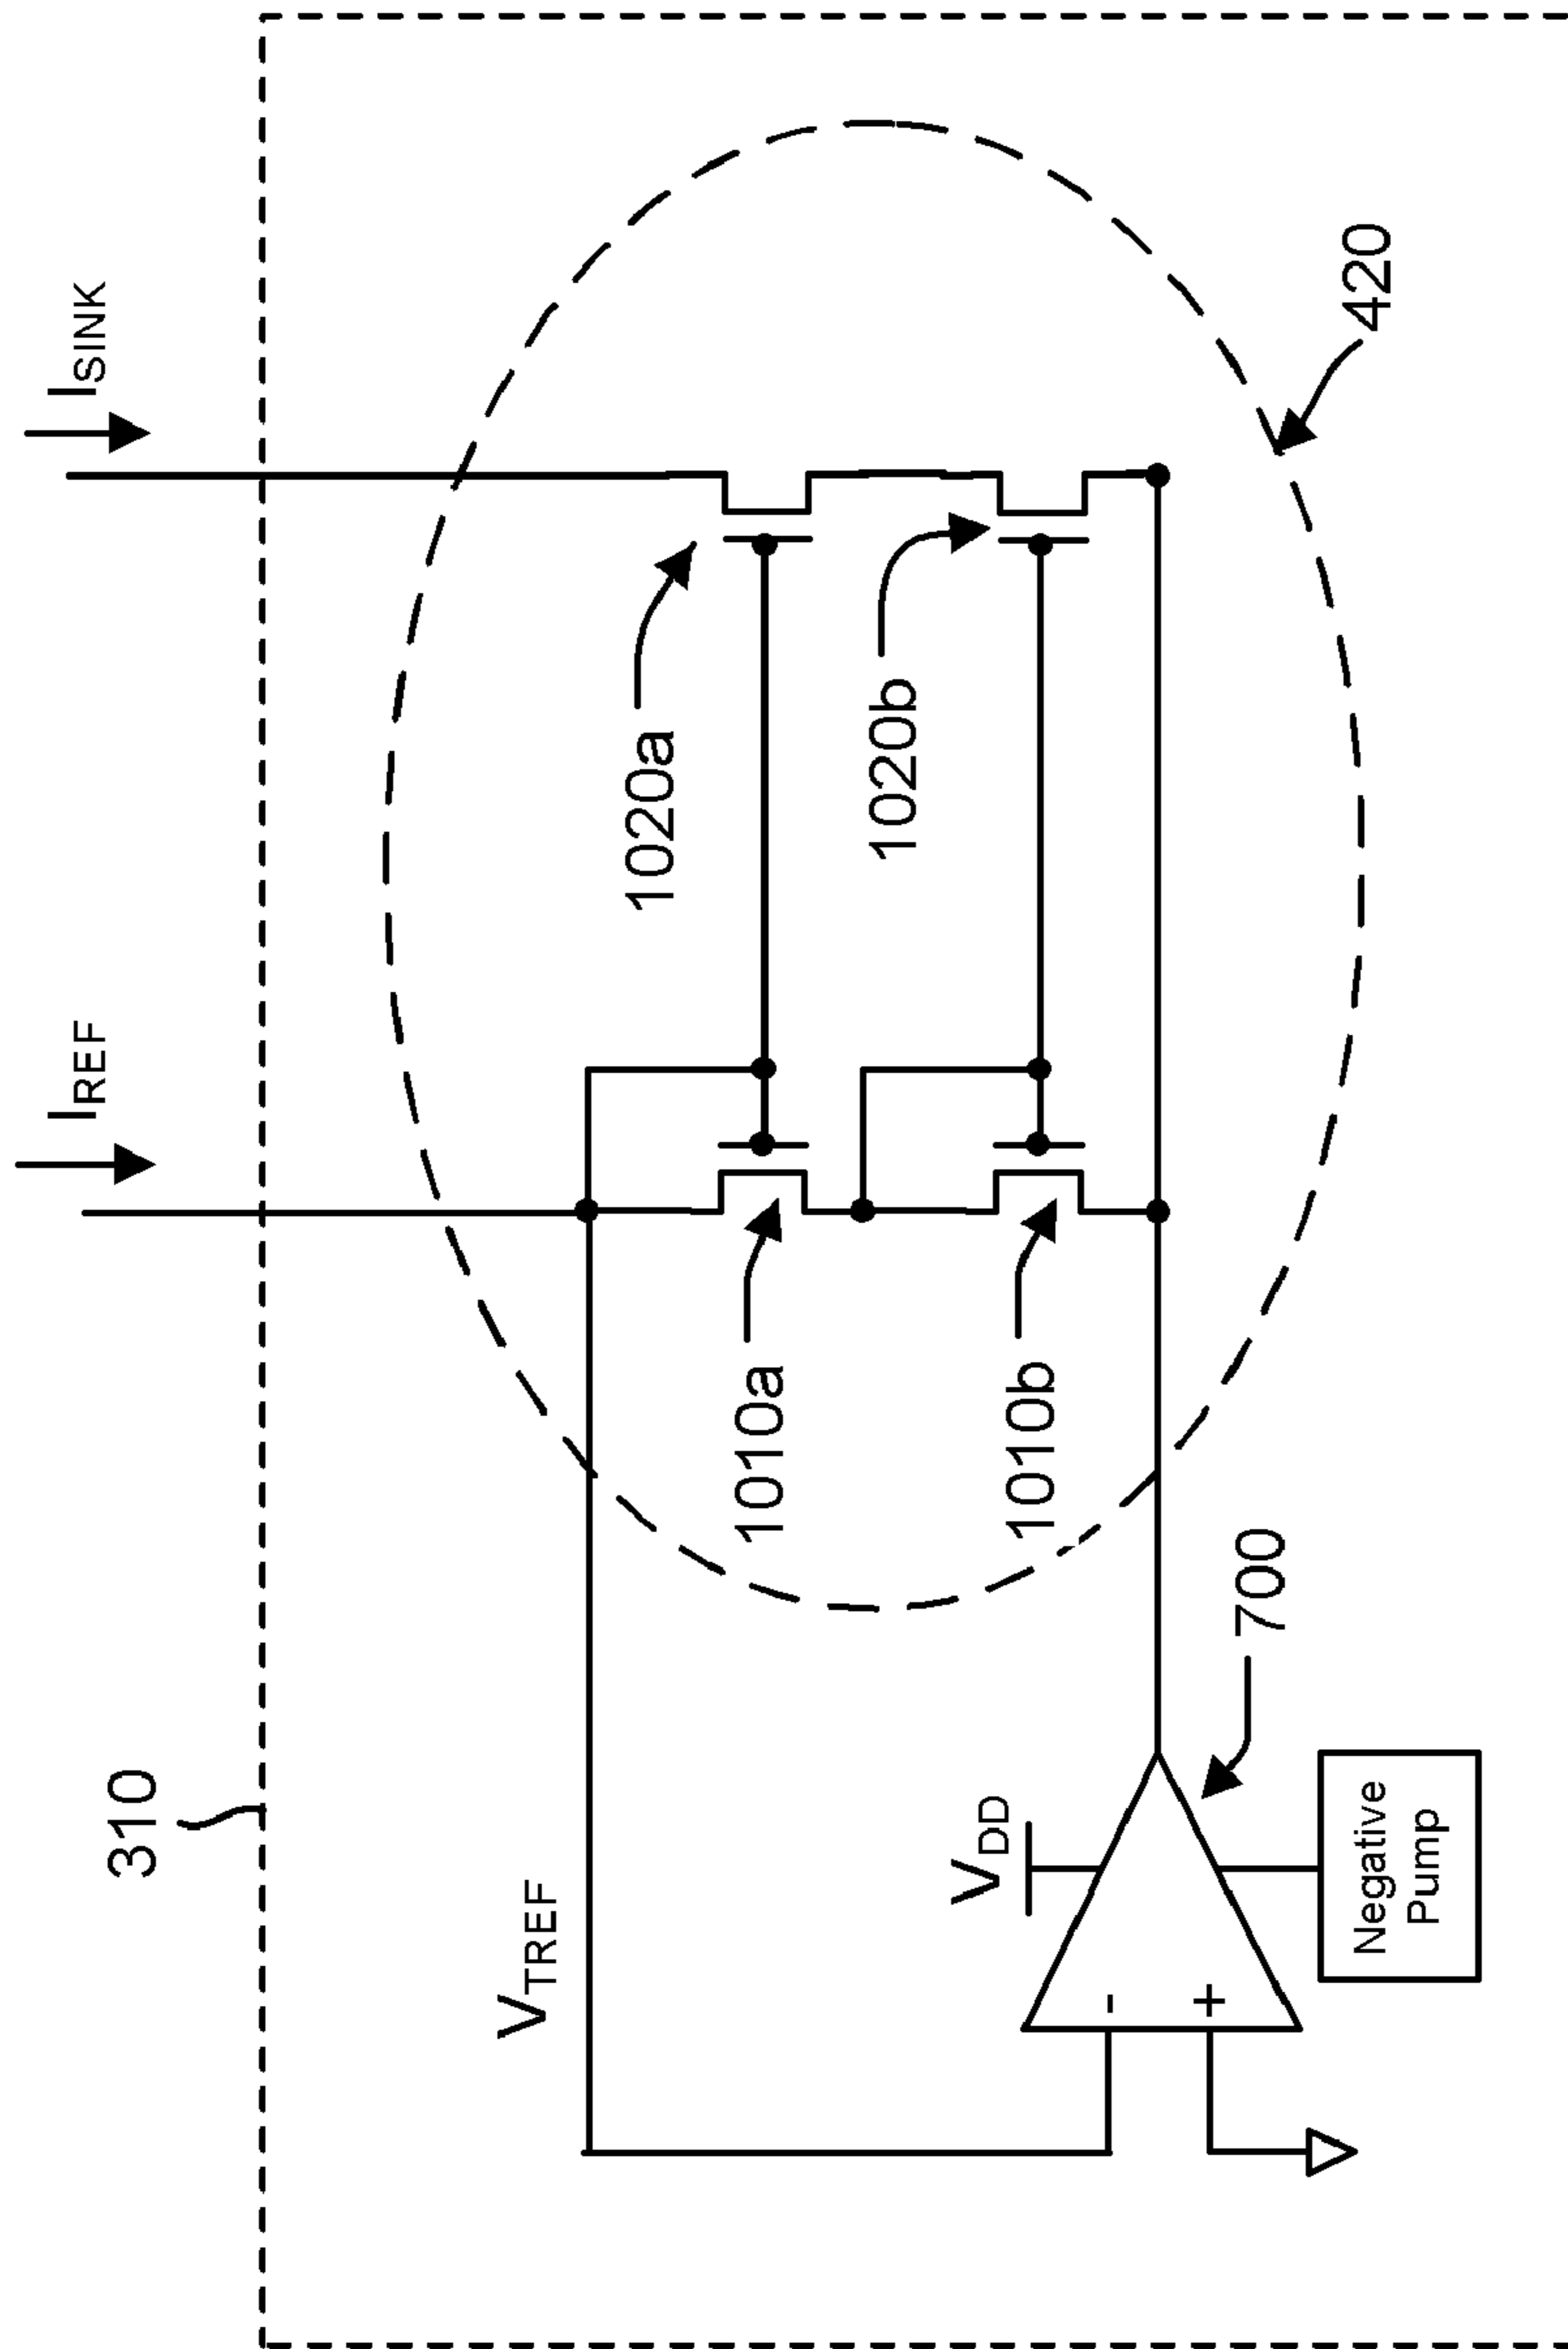 310
I_REF
I_SINK
V_TREF
1020a
1010a
1020b
V_DD
1010b
-
+
700
420
Negative
Pump